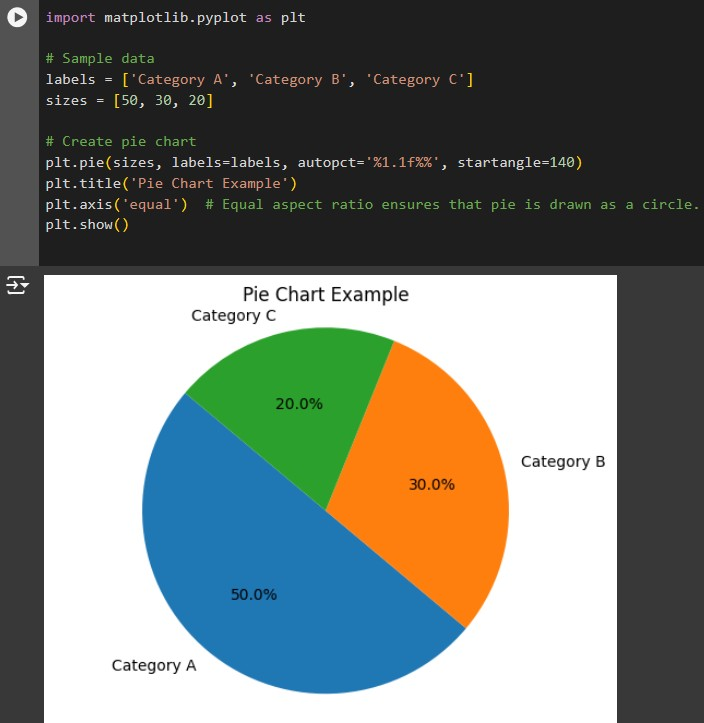 import matplotlib.pyplot as plt
# Sample data
labels = ['Category A', 'Category B', 'Category C']
sizes = [50, 30, 20]
# Create pie chart
plt.pie(sizes, labels=labels, autopct='%1.1f%%', startangle=140)
plt.title('Pie Chart Example')
plt.axis('equal')  # Equal aspect ratio ensures that pie is drawn as a circle.
plt.show()
Pie Chart Example
Category C
20.0%
Category B
30.0%
50.0%
Category A